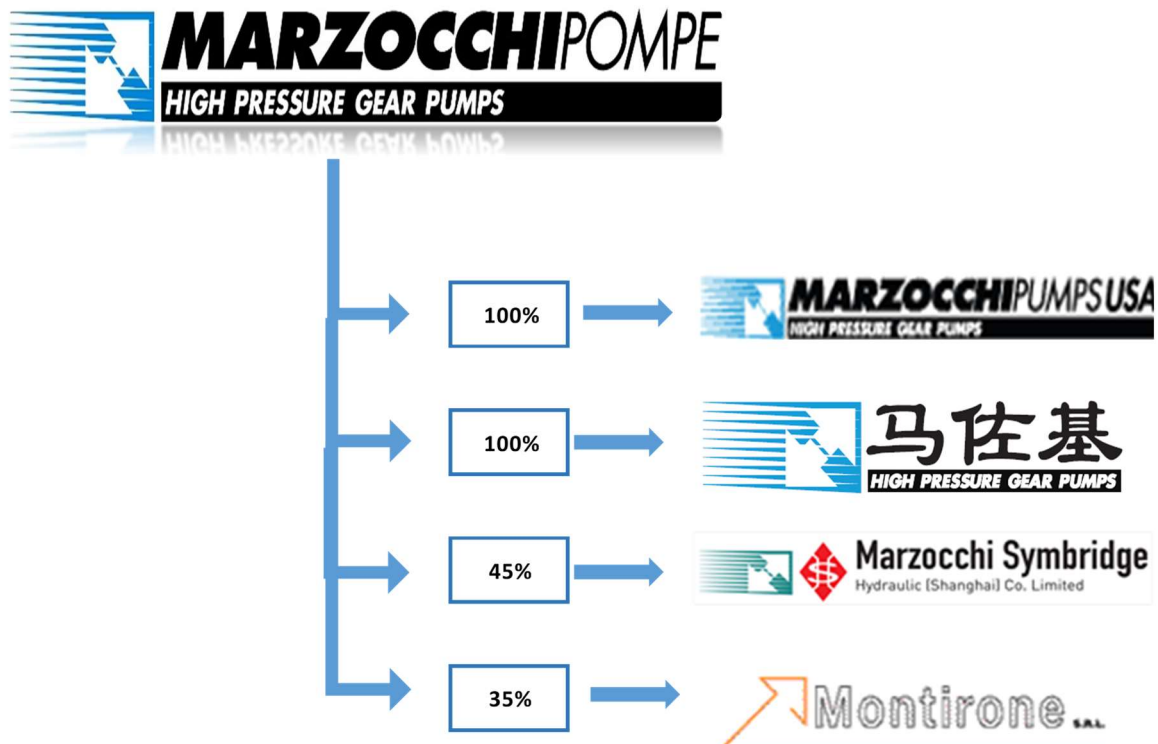 MARZOCCHIPOMPE
HIGH PRESSURE GEAR PUMPS
100%
MARZOCCHIPUMPSUSA
HIGH PRESSURE GEAR PUMPS
100%
马佐基
HIGH PRESSURE GEAR PUMPS
45%
Marzocchi Symbridge
Hydraulic (Shanghai) Co. Limited
35%
Montirone S.R.L.